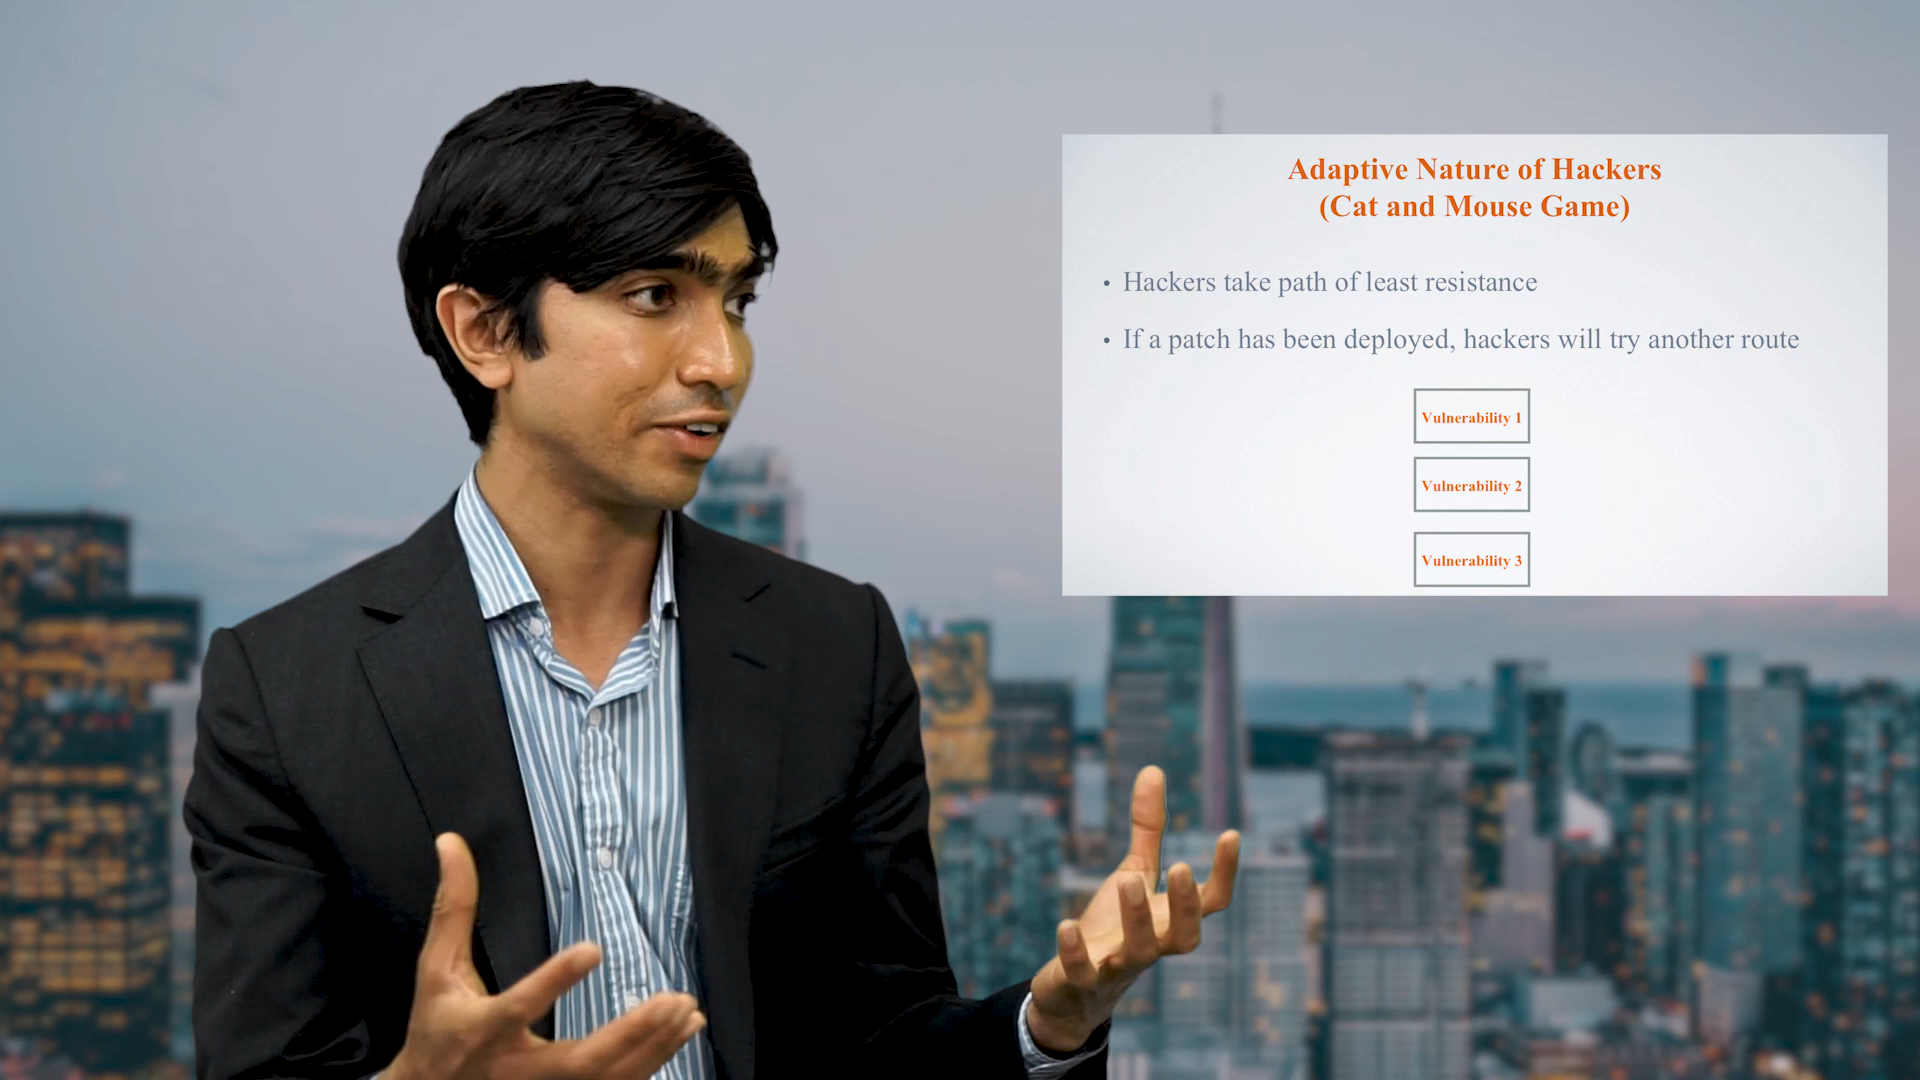 Adaptive Nature of Hackers
(Cat and Mouse Game)
• Hackers take path of least resistance
• If a patch has been deployed, hackers will try another route
Vulnerability 1
Vulnerability 2
Vulnerability 3